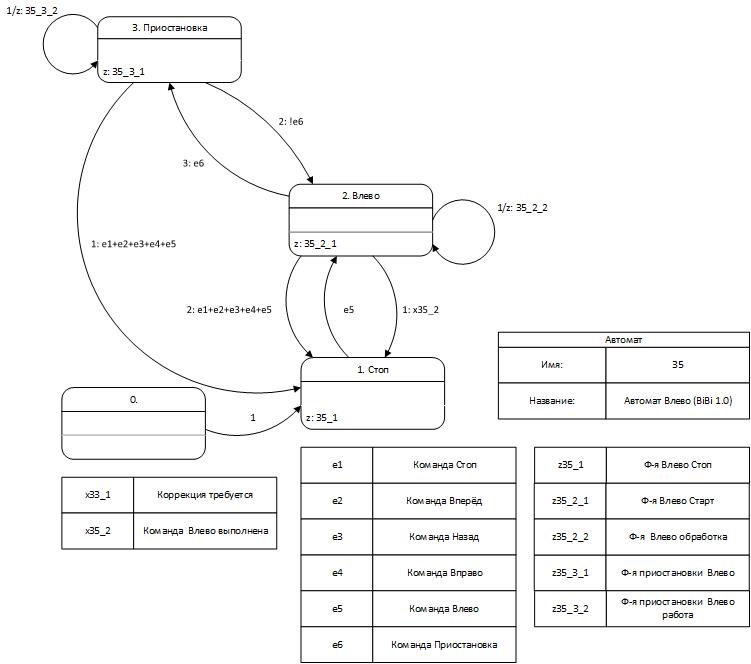 1/z: 35_3_2
3. Приостановка
z: 35_3_1
2: !e6
3: e6
2. Влево
z: 35_2_1
1/z: 35_2_2
1: e1+e2+e3+e4+e5
2: e1+e2+e3+e4+e5
e5
1: x35_2
1. Стоп
z: 35_1
0.
1
Автомат
Имя: 35
Название: Автомат Влево (BiBi 1.0)
x33_1 Коррекция требуется
x35_2 Команда Влево выполнена
e1 Команда Стоп
e2 Команда Вперёд
e3 Команда Назад
e4 Команда Вправо
e5 Команда Влево
e6 Команда Приостановка
z35_1 Ф-я Влево Стоп
z35_2_1 Ф-я Влево Старт
z35_2_2 Ф-я Влево обработка
z35_3_1 Ф-я приостановки Влево
z35_3_2 Ф-я приостановки Влево
работа